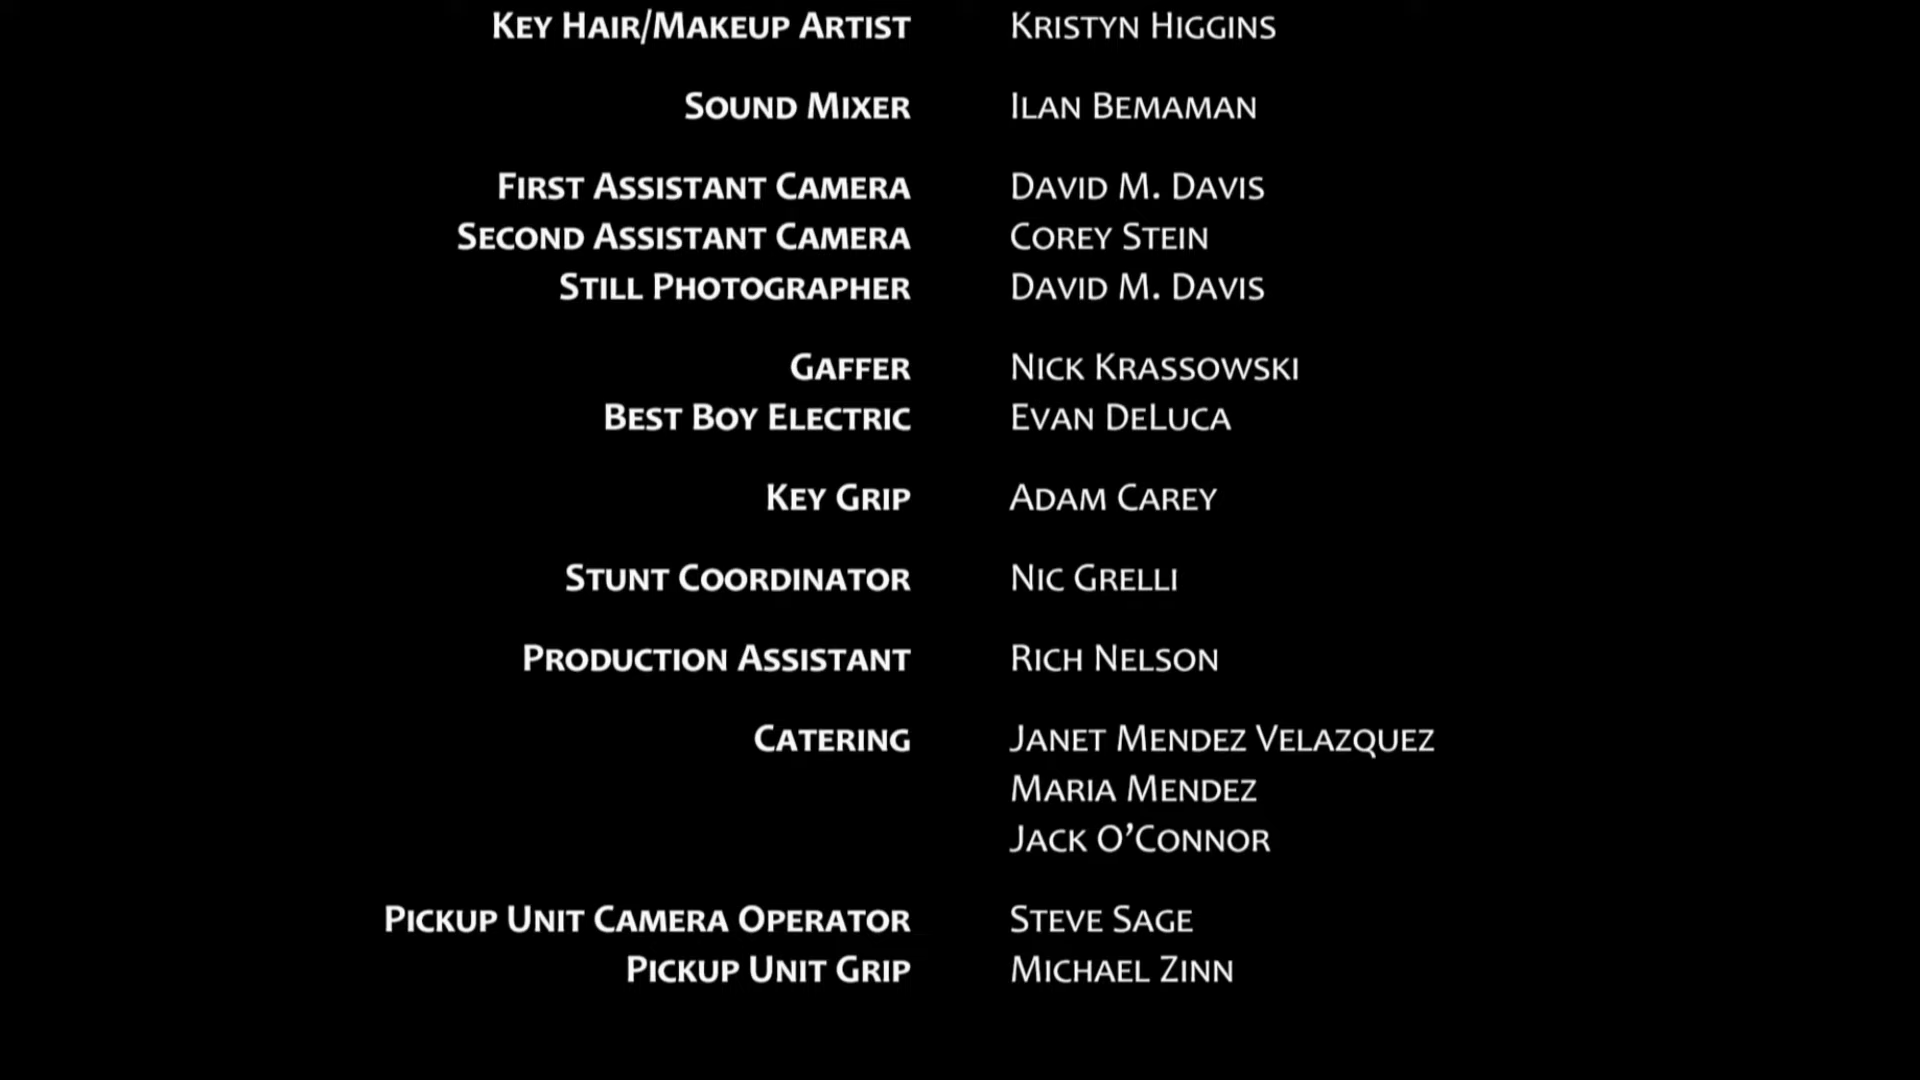 Key Hair/Makeup Artist Kristyn Higgins
Sound Mixer Ilan Bemaman
First Assistant Camera David M. Davis
Second Assistant Camera Corey Stein
Still Photographer David M. Davis
Gaffer Nick Krassowski
Best Boy Electric Evan DeLuca
Key Grip Adam Carey
Stunt Coordinator Nic Grelli
Production Assistant Rich Nelson
Catering Janet Mendez Velazquez
Maria Mendez
Jack O’Connor
Pickup Unit Camera Operator Steve Sage
Pickup Unit Grip Michael Zinn